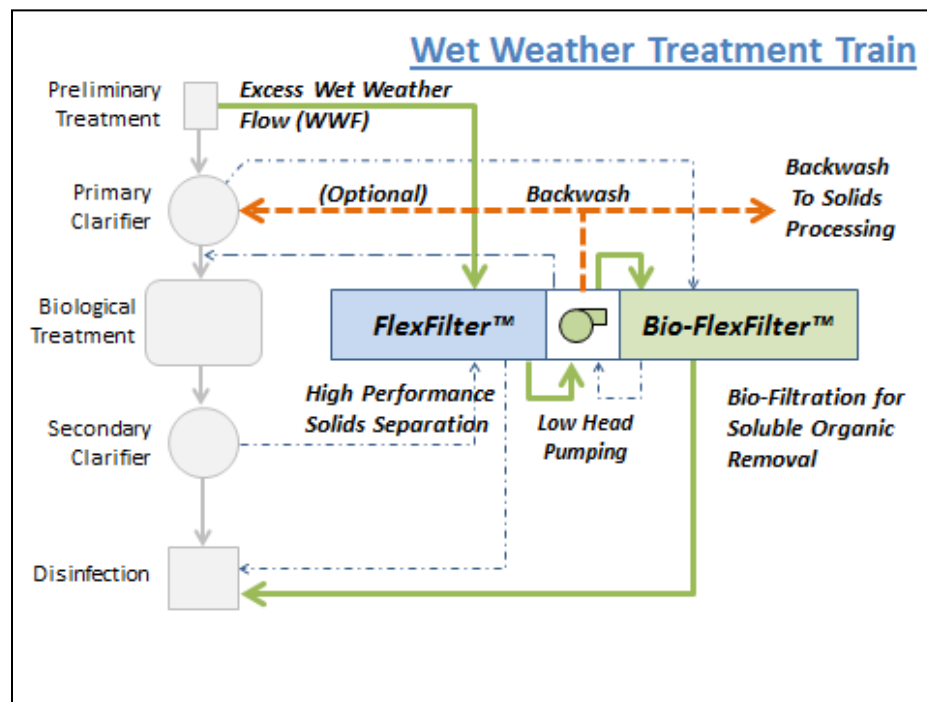 Wet Weather Treatment Train
Preliminary
Treatment
Excess Wet Weather
Flow (WWF)
Primary
Clarifier
(Optional)
Backwash
Backwash
To Solids
Processing
Biological
Treatment
FlexFilter™
Bio-FlexFilter™
High Performance
Solids Separation
Low Head
Pumping
Bio-Filtration for
Soluble Organic
Removal
Secondary
Clarifier
Disinfection